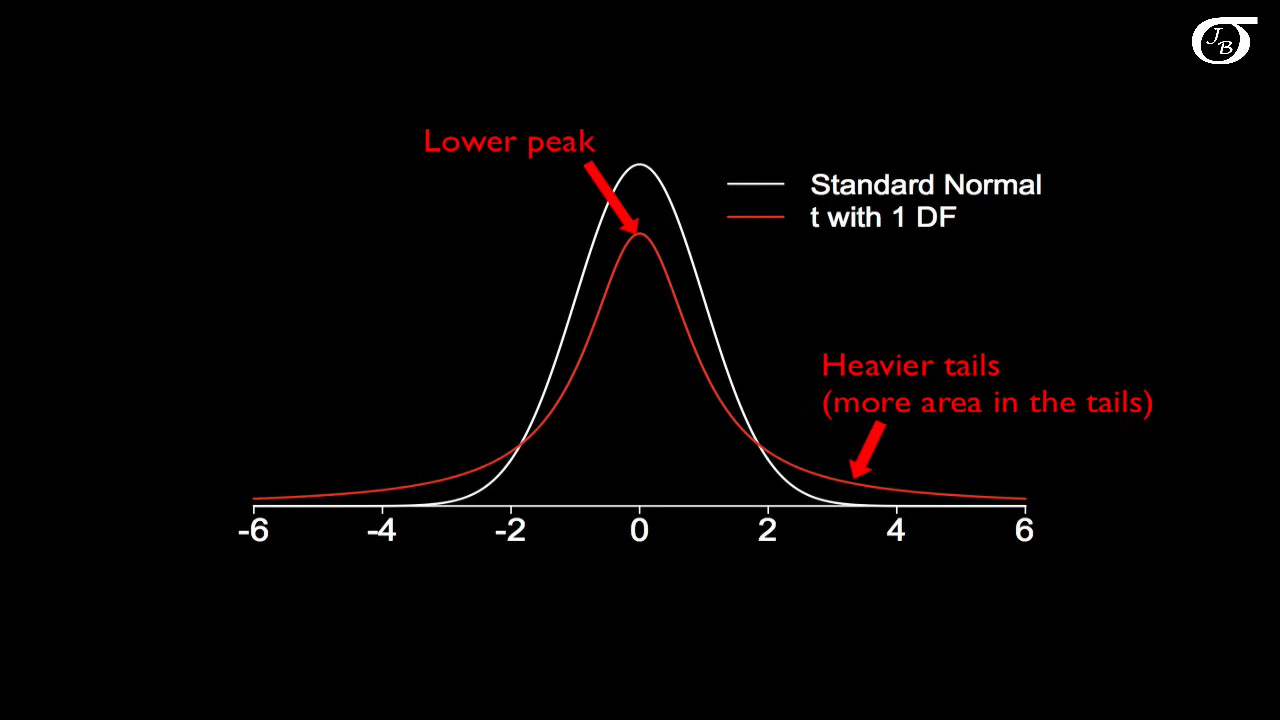 J
B
Lower peak
Standard Normal
t with 1 DF
Heavier tails
(more area in the tails)
-6 -4 -2 0 2 4 6